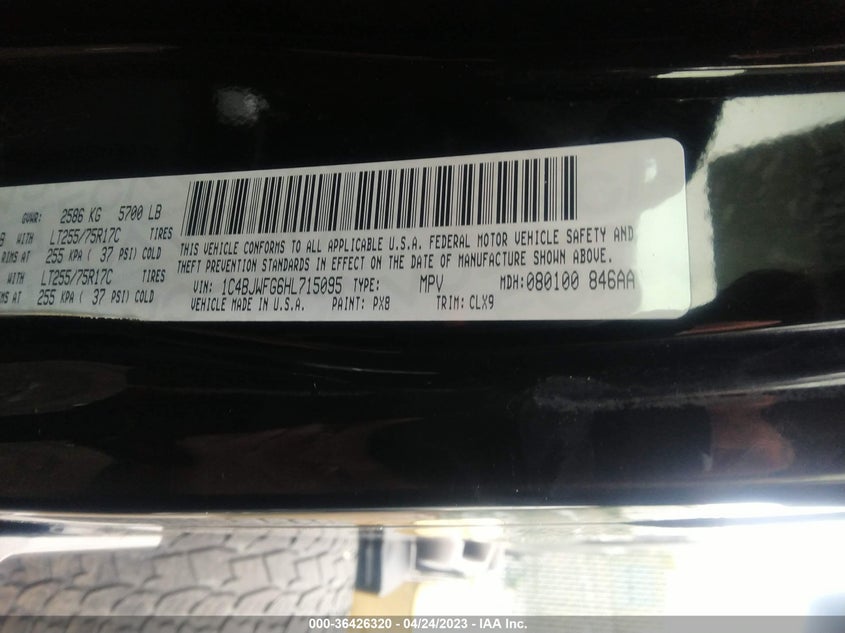 GVWR: 2586 KG 5700 LB
B WITH LT255/75R17C TIRES
RIMS AT 255 KPA ( 37 PSI) COLD
WITH LT255/75R17C TIRES
RIMS AT 255 KPA ( 37 PSI) COLD
THIS VEHICLE CONFORMS TO ALL APPLICABLE U.S.A. FEDERAL MOTOR VEHICLE SAFETY AND
THEFT PREVENTION STANDARDS IN EFFECT ON THE DATE OF MANUFACTURE SHOWN ABOVE.
VIN: 1C4BJWFG6HL715095 TYPE: MPV MDH: 080100 846AA
VEHICLE MADE IN U.S.A. PAINT: PX8 TRIM: CLX9
000-36426320 - 04/24/2023 - IAA Inc.